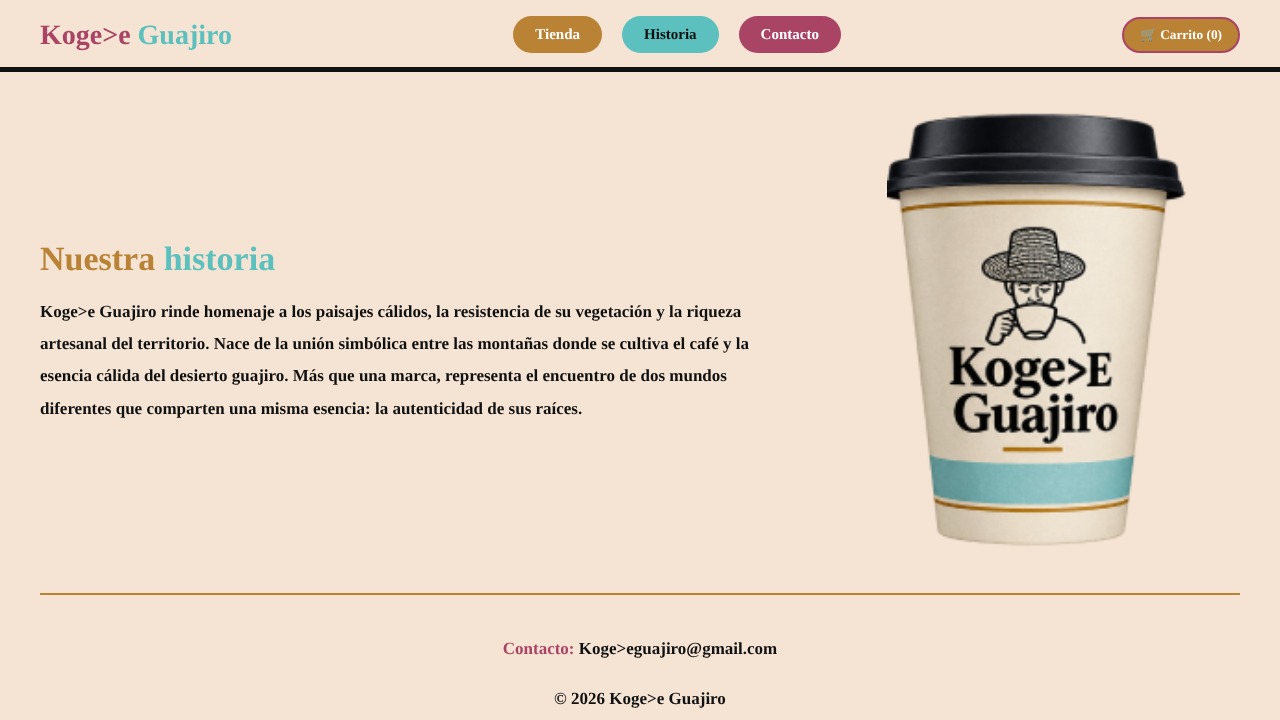 Koge>e Guajiro
Tienda
Historia
Contacto
🛒 Carrito (0)
Nuestra historia
Koge>e Guajiro rinde homenaje a los paisajes cálidos, la resistencia de su vegetación y la riqueza
artesanal del territorio. Nace de la unión simbólica entre las montañas donde se cultiva el café y la
esencia cálida del desierto guajiro. Más que una marca, representa el encuentro de dos mundos
diferentes que comparten una misma esencia: la autenticidad de sus raíces.
Koge>E
Guajiro
Contacto: Koge>eguajiro@gmail.com
© 2026 Koge>e Guajiro